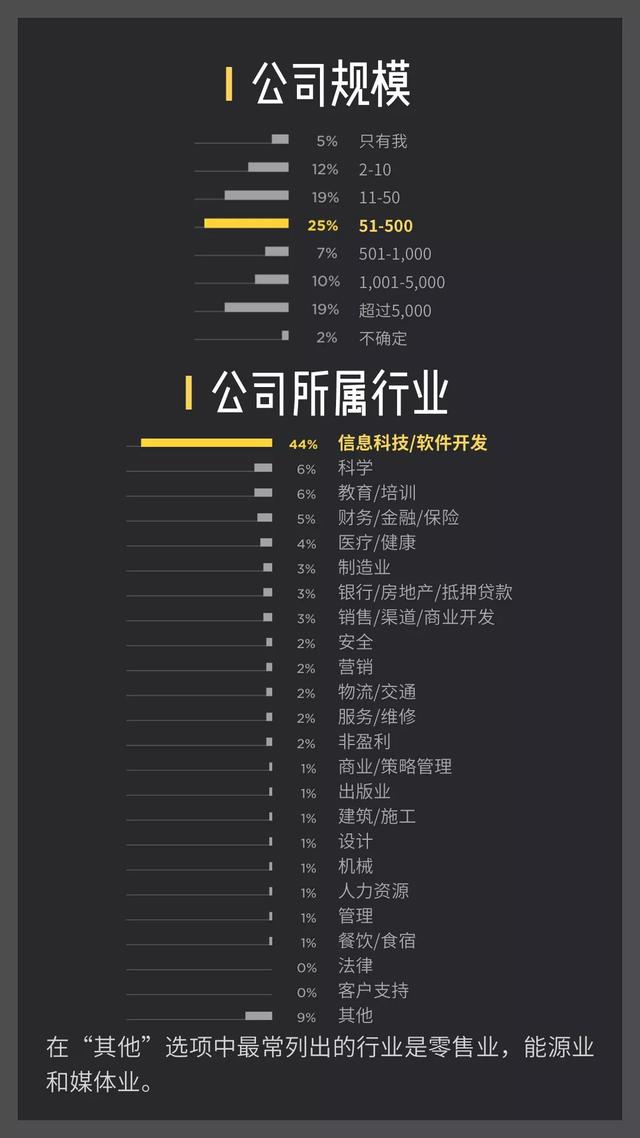 公司规模
5% 只有我
12% 2-10
19% 11-50
25% 51-500
7% 501-1,000
10% 1,001-5,000
19% 超过5,000
2% 不确定
公司所属行业
44% 信息科技/软件开发
6% 科学
6% 教育/培训
5% 财务/金融/保险
4% 医疗/健康
3% 制造业
3% 银行/房地产/抵押贷款
3% 销售/渠道/商业开发
2% 安全
2% 营销
2% 物流/交通
2% 服务/维修
2% 非盈利
1% 商业/策略管理
1% 出版业
1% 建筑/施工
1% 设计
1% 机械
1% 人力资源
1% 管理
1% 餐饮/食宿
0% 法律
0% 客户支持
9% 其他
在“其他”选项中最常列出的行业是零售业，能源业
和媒体业。